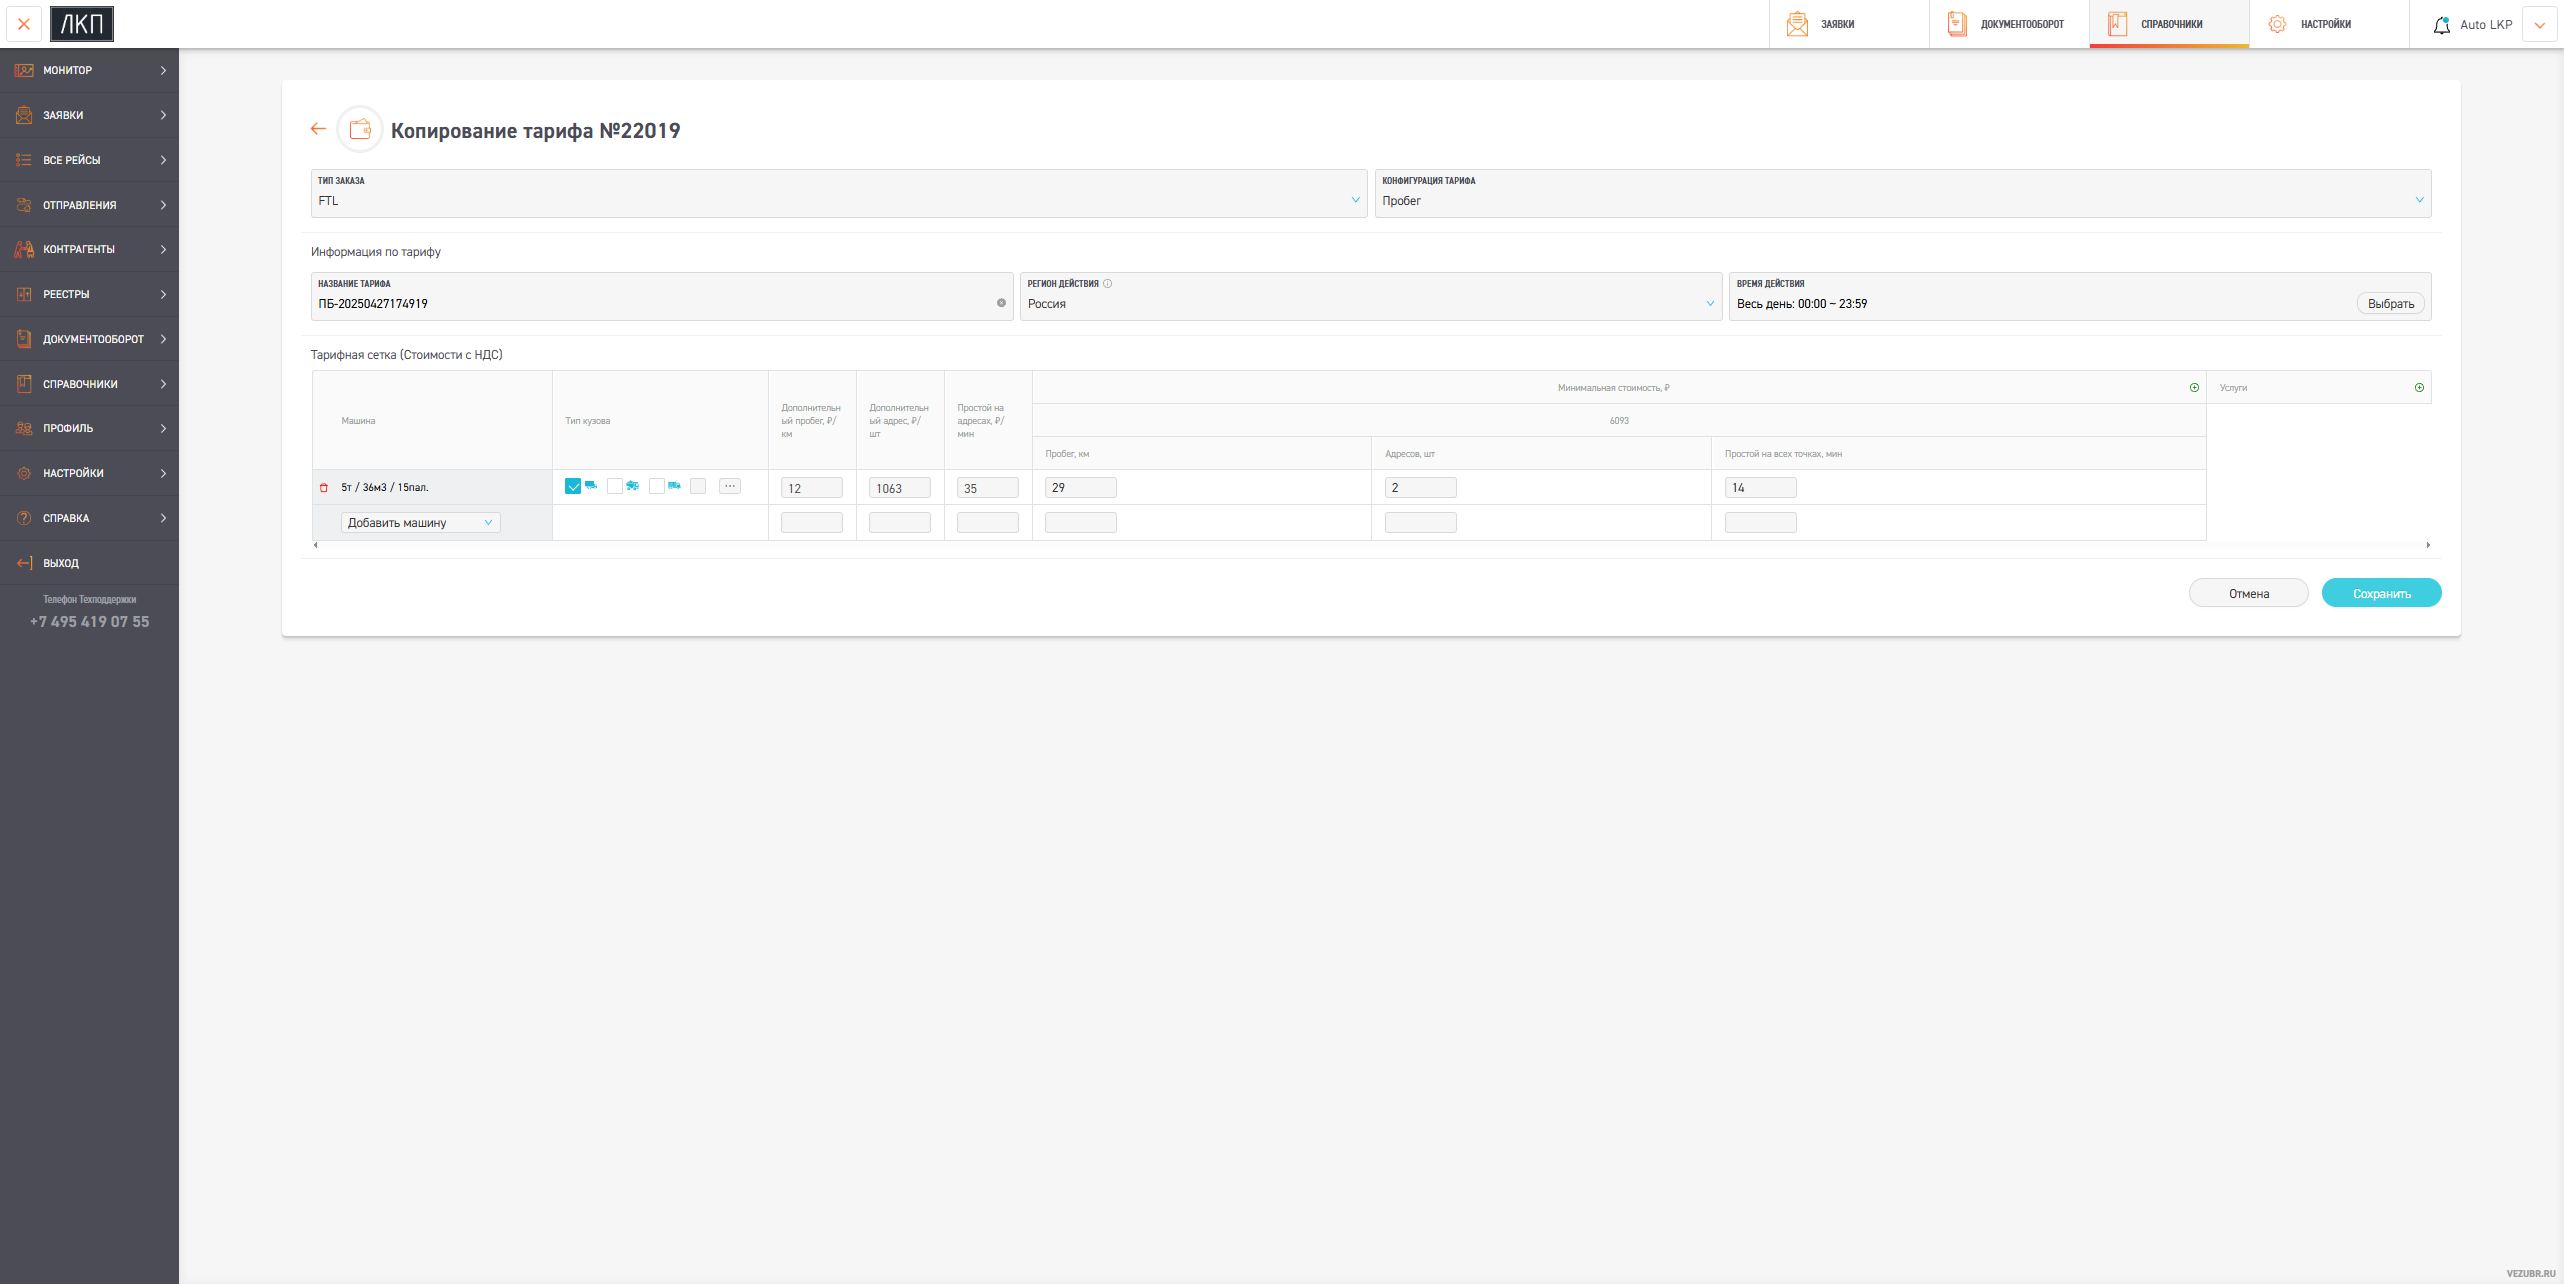 ЛКП
ЗАЯВКИ
ДОКУМЕНТООБОРОТ
СПРАВОЧНИКИ
НАСТРОЙКИ
Auto LKP
МОНИТОР
ЗАЯВКИ
ВСЕ РЕЙСЫ
ОТПРАВЛЕНИЯ
КОНТРАГЕНТЫ
РЕЕСТРЫ
ДОКУМЕНТООБОРОТ
СПРАВОЧНИКИ
ПРОФИЛЬ
НАСТРОЙКИ
СПРАВКА
ВЫХОД
Телефон Техподдержки
+7 495 419 07 55
Копирование тарифа №22019
ТИП ЗАКАЗА
FTL
КОНФИГУРАЦИЯ ТАРИФА
Пробег
Информация по тарифу
НАЗВАНИЕ ТАРИФА
ПБ-20250427174919
РЕГИОН ДЕЙСТВИЯ
Россия
ВРЕМЯ ДЕЙСТВИЯ
Весь день: 00:00 ~ 23:59
Выбрать
Тарифная сетка (Стоимости с НДС)
Машина
Тип кузова
Дополнительн
ый пробег, ₽/
км
Дополнительн
ый адрес, ₽/
шт
Простой на
адресах, ₽/
мин
Минимальная стоимость, ₽
6093
Пробег, км
Адресов, шт
Простой на всех точках, мин
Услуги
5т / 36м3 / 15пал.
12
1063
35
29
2
14
Добавить машину
Отмена
Сохранить
VEZUBR.RU